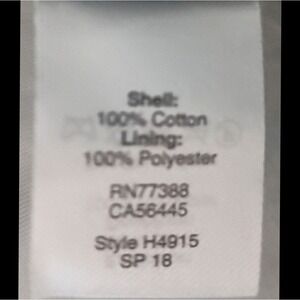 Shell:
100% Cotton
Lining:
100% Polyester
RN77388
CA56445
Style H4915
SP 18